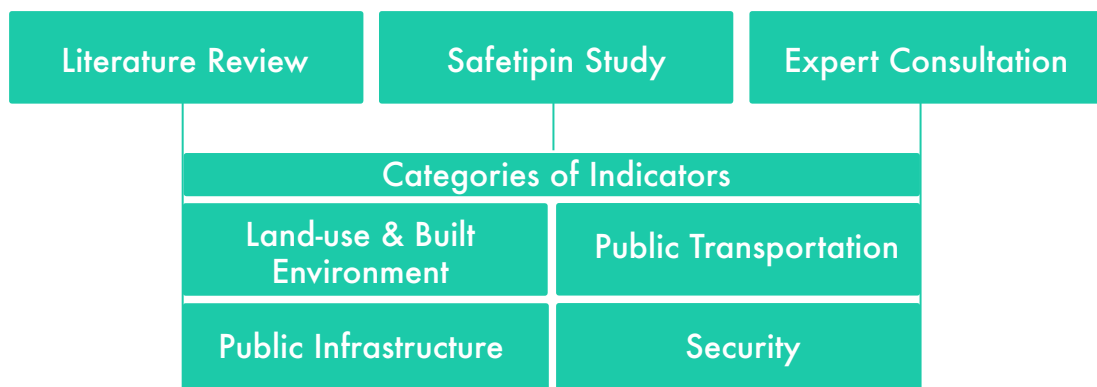 Literature Review
Safetipin Study
Expert Consultation
Categories of Indicators
Land-use & Built
Environment
Public Transportation
Public Infrastructure
Security